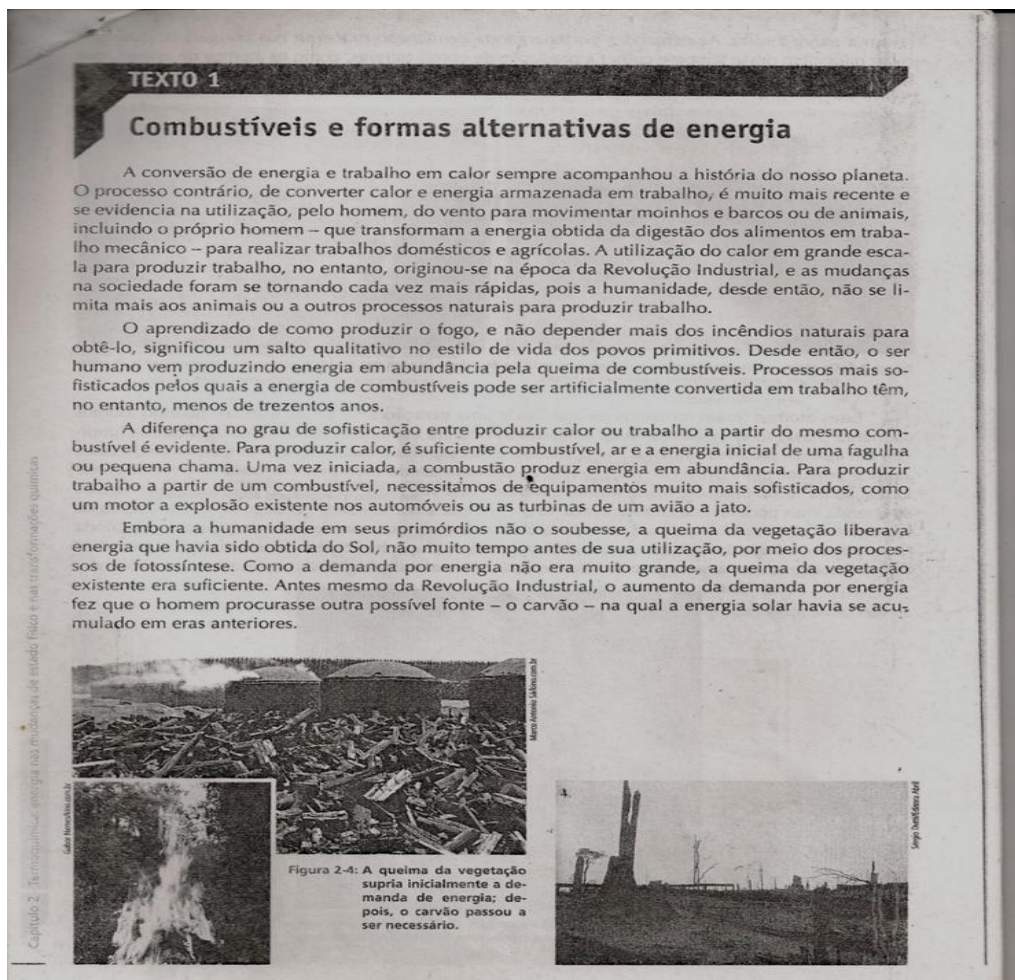 TEXTO 1
Combustíveis e formas alternativas de energia
A conversão de energia e trabalho em calor sempre acompanhou a história do nosso planeta.
O processo contrário, de converter calor e energia armazenada em trabalho, é muito mais recente e
se evidencia na utilização, pelo homem, do vento para movimentar moinhos e barcos ou de animais,
incluindo o próprio homem – que transformam a energia obtida da digestão dos alimentos em traba-
lho mecânico – para realizar trabalhos domésticos e agrícolas. A utilização do calor em grande esca-
la para produzir trabalho, no entanto, originou-se na época da Revolução Industrial, e as mudanças
na sociedade foram se tornando cada vez mais rápidas, pois a humanidade, desde então, não se li-
mita mais aos animais ou a outros processos naturais para produzir trabalho.
O aprendizado de como produzir o fogo, e não depender mais dos incêndios naturais para
obtê-lo, significou um salto qualitativo no estilo de vida dos povos primitivos. Desde então, o ser
humano vem produzindo energia em abundância pela queima de combustíveis. Processos mais so-
fisticados pelos quais a energia de combustíveis pode ser artificialmente convertida em trabalho têm,
no entanto, menos de trezentos anos.
A diferença no grau de sofisticação entre produzir calor ou trabalho a partir do mesmo com-
bustível é evidente. Para produzir calor, é suficiente combustível, ar e a energia inicial de uma fagulha
ou pequena chama. Uma vez iniciada, a combustão produz energia em abundância. Para produzir
trabalho a partir de um combustível, necessitamos de equipamentos muito mais sofisticados, como
um motor a explosão existente nos automóveis ou as turbinas de um avião a jato.
Embora a humanidade em seus primórdios não o soubesse, a queima da vegetação liberava
energia que havia sido obtida do Sol, não muito tempo antes de sua utilização, por meio dos proces-
sos de fotossíntese. Como a demanda por energia não era muito grande, a queima da vegetação
existente era suficiente. Antes mesmo da Revolução Industrial, o aumento da demanda por energia
fez que o homem procurasse outra possível fonte – o carvão – na qual a energia solar havia se acu-
mulado em eras anteriores.
Capítulo 2 Termoquímica: energia nas mudanças de estado físico e nas transformações químicas
Figura 2-4: A queima da vegetação
supria inicialmente a de-
manda de energia; de-
pois, o carvão passou a
ser necessário.